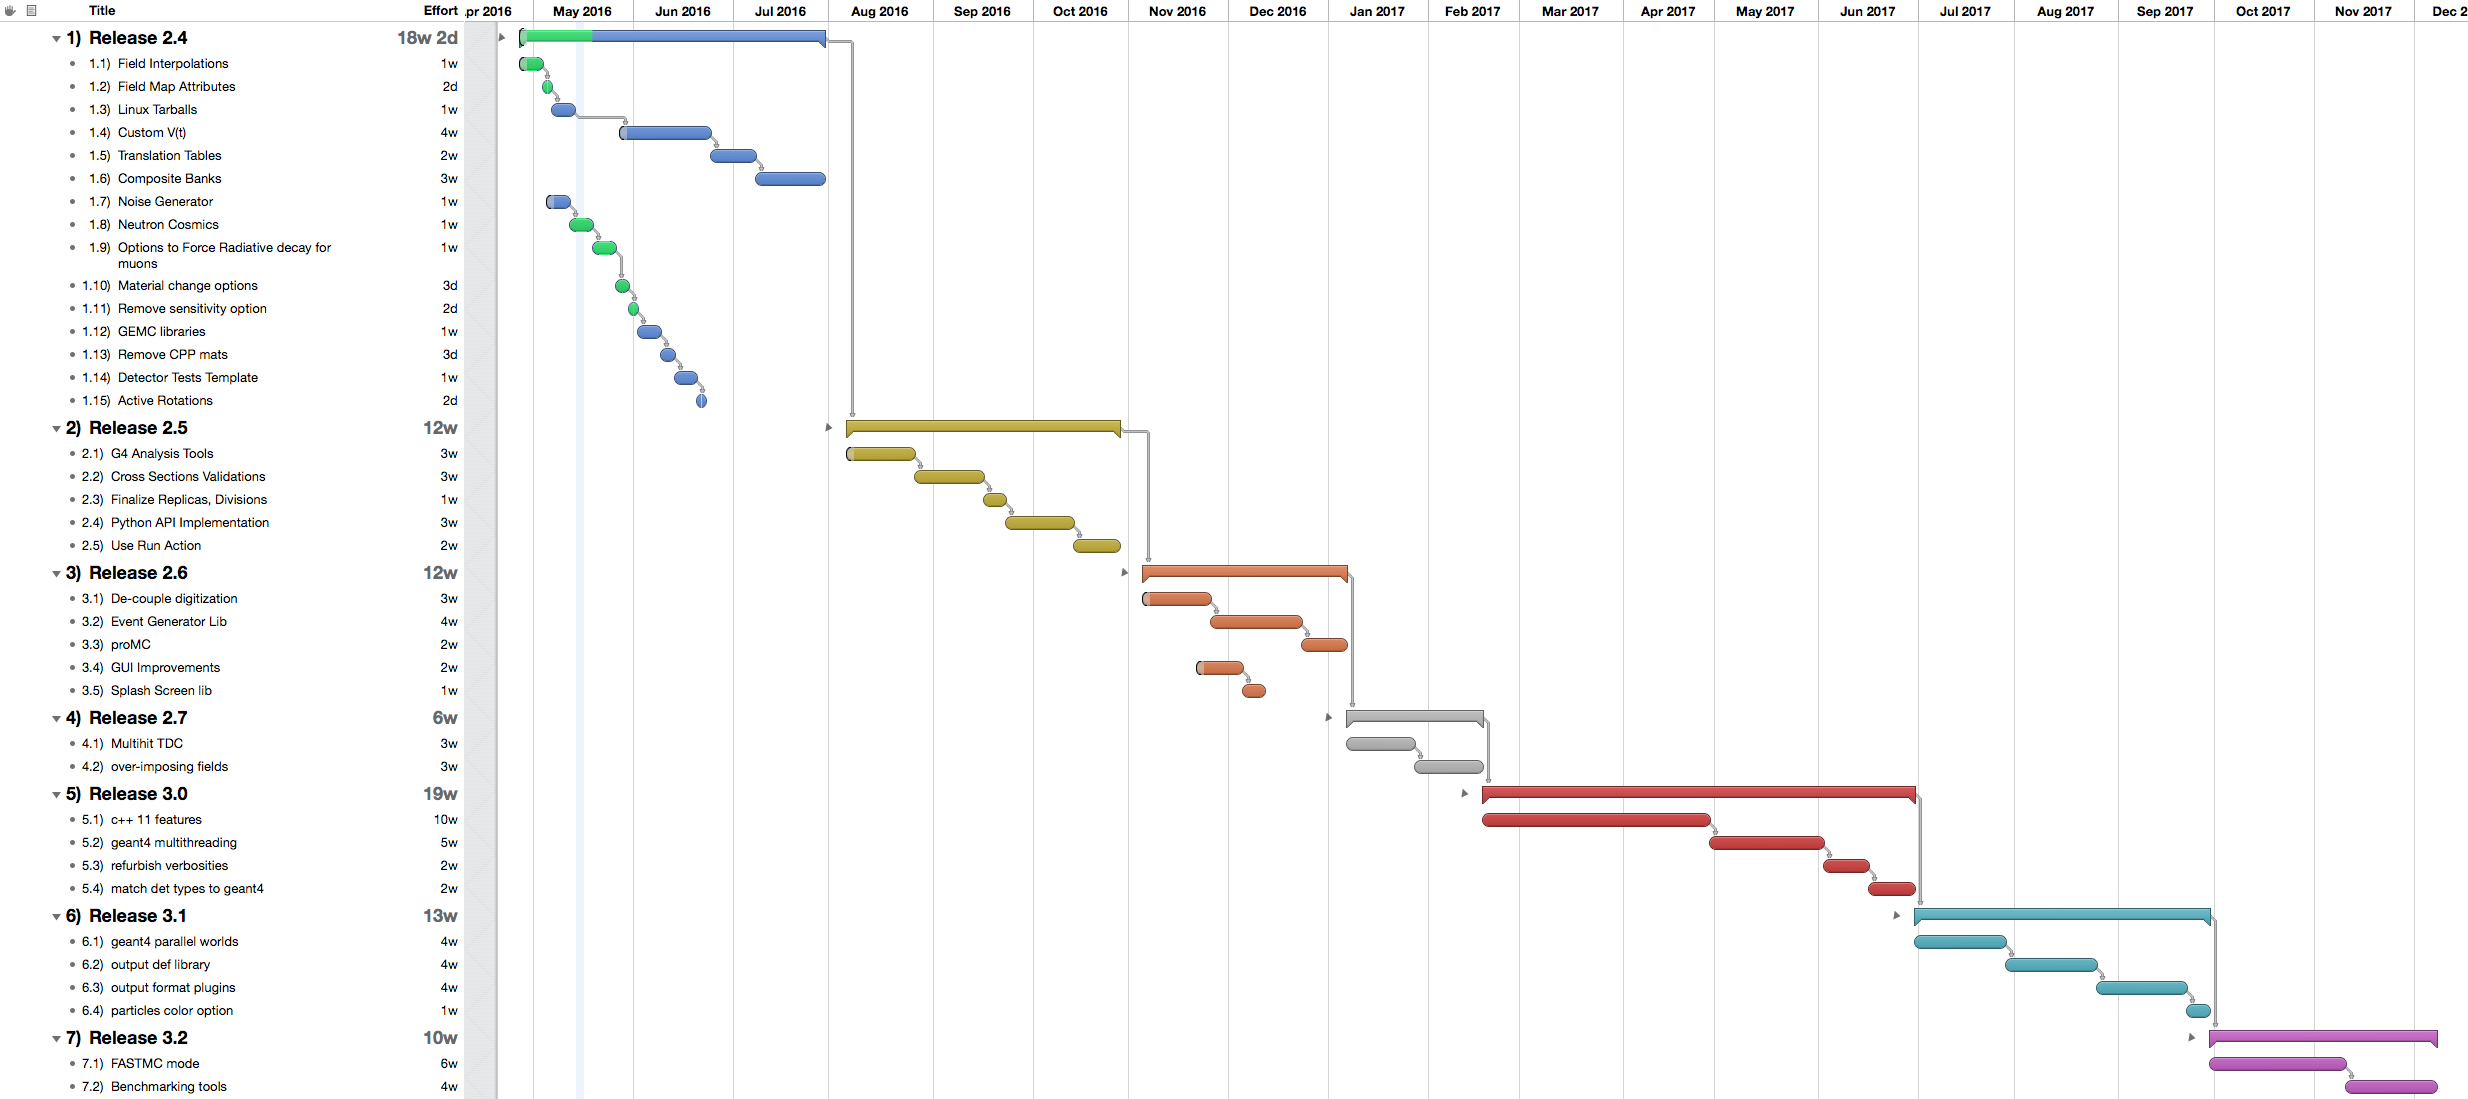 Title Effort pr 2016 May 2016 Jun 2016 Jul 2016 Aug 2016 Sep 2016 Oct 2016 Nov 2016 Dec 2016 Jan 2017 Feb 2017 Mar 2017 Apr 2017 May 2017 Jun 2017 Jul 2017 Aug 2017 Sep 2017 Oct 2017 Nov 2017 Dec 2
1) Release 2.4 18w 2d
1.1) Field Interpolations 1w
1.2) Field Map Attributes 2d
1.3) Linux Tarballs 1w
1.4) Custom V(t) 4w
1.5) Translation Tables 2w
1.6) Composite Banks 3w
1.7) Noise Generator 1w
1.8) Neutron Cosmics 1w
1.9) Options to Force Radiative decay for 1w
muons
1.10) Material change options 3d
1.11) Remove sensitivity option 2d
1.12) GEMC libraries 1w
1.13) Remove CPP mats 3d
1.14) Detector Tests Template 1w
1.15) Active Rotations 2d
2) Release 2.5 12w
2.1) G4 Analysis Tools 3w
2.2) Cross Sections Validations 3w
2.3) Finalize Replicas, Divisions 1w
2.4) Python API Implementation 3w
2.5) Use Run Action 2w
3) Release 2.6 12w
3.1) De-couple digitization 3w
3.2) Event Generator Lib 4w
3.3) proMC 2w
3.4) GUI Improvements 2w
3.5) Splash Screen lib 1w
4) Release 2.7 6w
4.1) Multihit TDC 3w
4.2) over-imposing fields 3w
5) Release 3.0 19w
5.1) c++ 11 features 10w
5.2) geant4 multithreading 5w
5.3) refurbish verbosities 2w
5.4) match det types to geant4 2w
6) Release 3.1 13w
6.1) geant4 parallel worlds 4w
6.2) output def library 4w
6.3) output format plugins 4w
6.4) particles color option 1w
7) Release 3.2 10w
7.1) FASTMC mode 6w
7.2) Benchmarking tools 4w